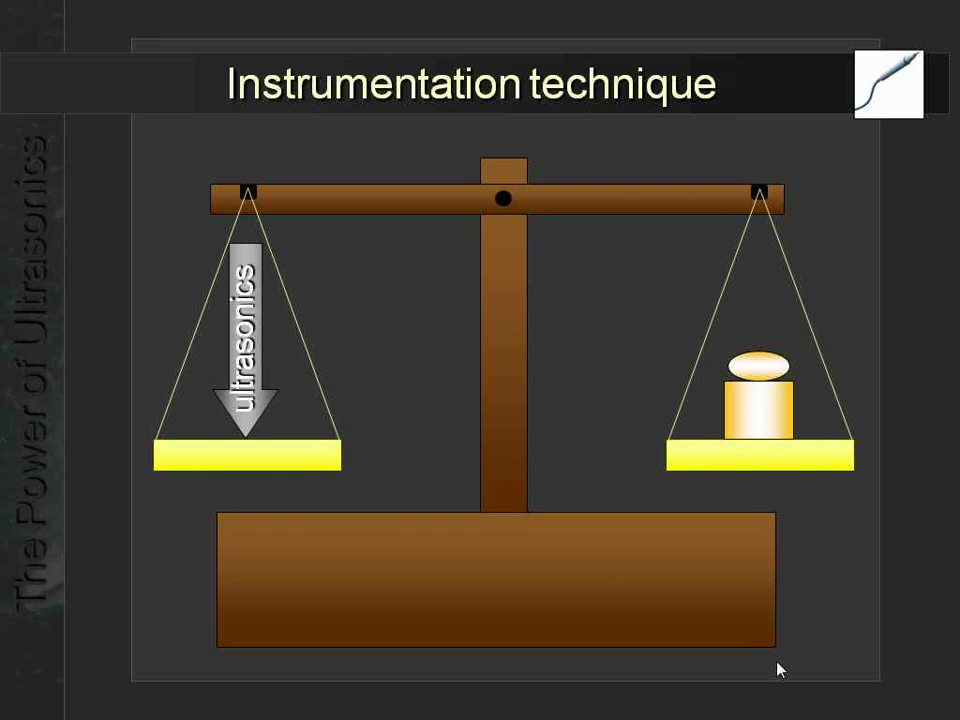 Instrumentation technique
The Power of Ultrasonics
ultrasonics